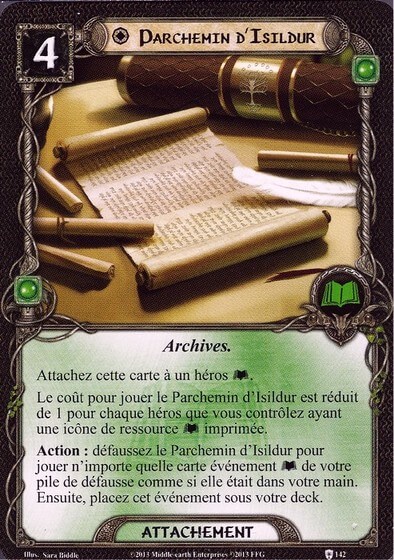 4
PARCHEMIN D'ISILDUR
Archives.
Attachez cette carte à un héros.
Le coût pour jouer le Parchemin d'Isildur est réduit
de 1 pour chaque héros que vous contrôlez ayant
une icône de ressource imprimée.
Action : défaussez le Parchemin d'Isildur pour
jouer n'importe quelle carte événement de votre
pile de défausse comme si elle était dans votre main.
Ensuite, placez cet événement sous votre deck.
ATTACHEMENT
Illus. Sara Biddle ©2013 Middle-earth Enterprises ©2013 FFG 142